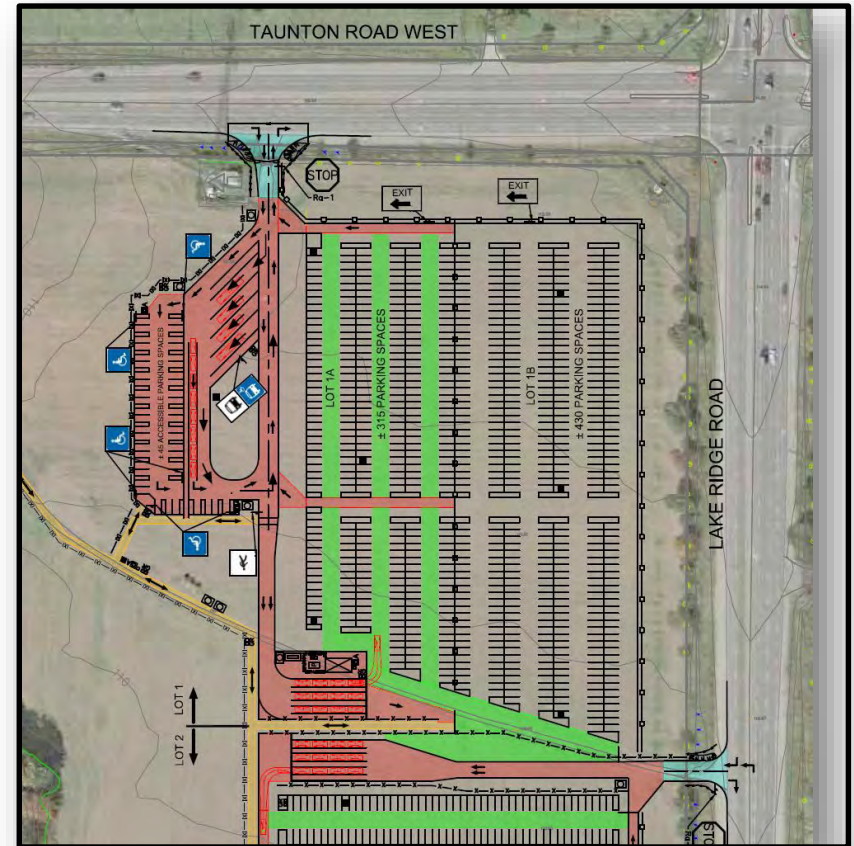 TAUNTON ROAD WEST
STOP
Ra-1
EXIT
EXIT
± 45 ACCESSIBLE PARKING SPACES
LOT 1A
± 315 PARKING SPACES
LOT 1B
± 430 PARKING SPACES
LAKE RIDGE ROAD
LOT 1
LOT 2
STO